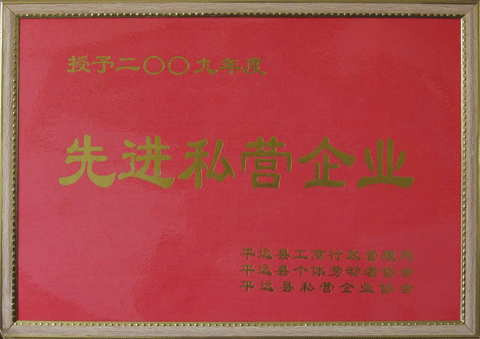 授予二〇〇九年度
先进私营企业
平远县工商行政管理局
平远县个体劳动者协会
平远县私营企业协会